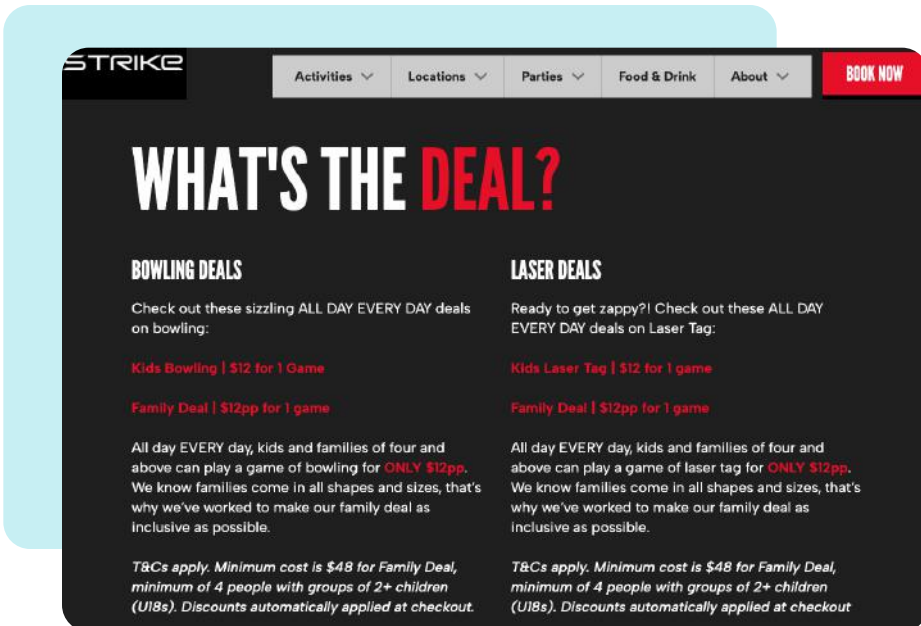 STRIKE
Activities
Locations
Parties
Food & Drink
About
BOOK NOW
WHAT'S THE DEAL?
BOWLING DEALS
Check out these sizzling ALL DAY EVERY DAY deals
on bowling:
Kids Bowling | $12 for 1 Game
Family Deal | $12pp for 1 game
All day EVERY day, kids and families of four and
above can play a game of bowling for ONLY $12pp.
We know families come in all shapes and sizes, that's
why we've worked to make our family deal as
inclusive as possible.
T&Cs apply. Minimum cost is $48 for Family Deal,
minimum of 4 people with groups of 2+ children
(U18s). Discounts automatically applied at checkout.
LASER DEALS
Ready to get zappy?! Check out these ALL DAY
EVERY DAY deals on Laser Tag:
Kids Laser Tag | $12 for 1 game
Family Deal | $12pp for 1 game
All day EVERY day, kids and families of four and
above can play a game of laser tag for ONLY $12pp.
We know families come in all shapes and sizes, that's
why we've worked to make our family deal as
inclusive as possible.
T&Cs apply. Minimum cost is $48 for Family Deal,
minimum of 4 people with groups of 2+ children
(U18s). Discounts automatically applied at checkout